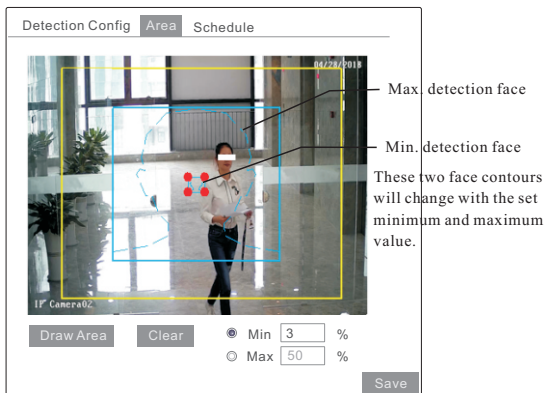 Detection Config Area Schedule
04/28/2018
Max. detection face
Min. detection face
These two face contours
will change with the set
minimum and maximum
value.
IP Camera02
Draw Area Clear Min 3 %
Max 50 %
Save